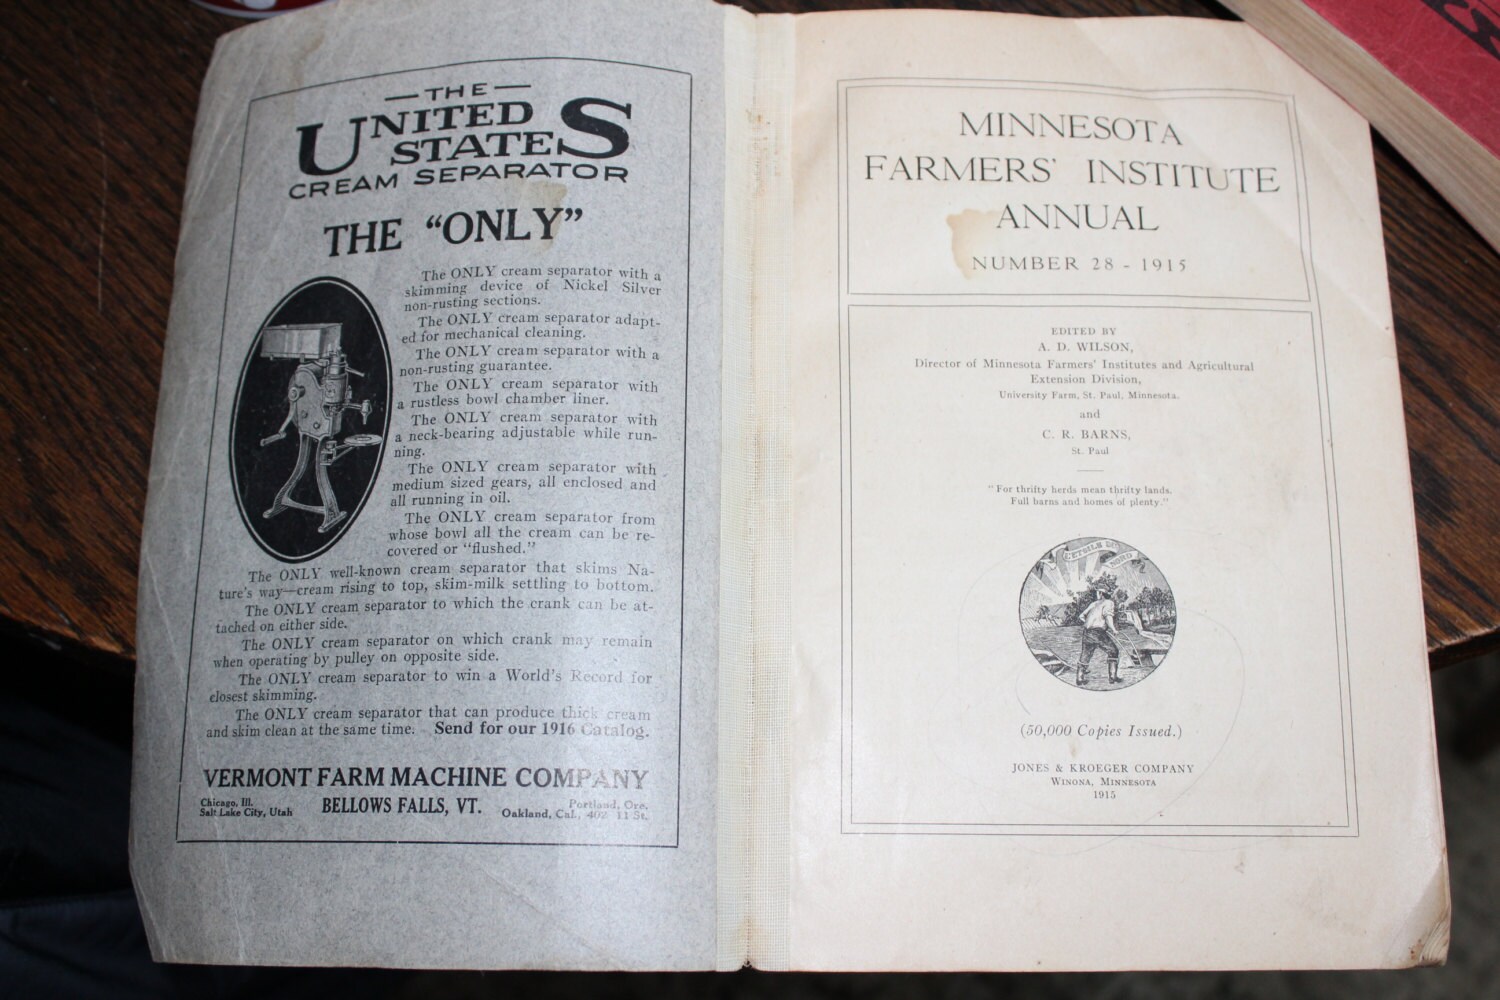 THE
UNITED
STATES
CREAM SEPARATOR
THE "ONLY"
The ONLY cream separator with a
skimming device of Nickel Silver
non-rusting sections.
The ONLY cream separator adapt-
ed for mechanical cleaning.
The ONLY cream separator with a
non-rusting guarantee.
The ONLY cream separator with
a rustless bowl chamber liner.
The ONLY cream separator with
a neck-bearing adjustable while run-
ning.
The ONLY cream separator with
medium sized gears, all enclosed and
all running in oil.
The ONLY cream separator from
whose bowl all the cream can be re-
covered or "flushed."
The ONLY well-known cream separator that skims Na-
ture's way—cream rising to top, skim-milk settling to bottom.
The ONLY cream separator to which the crank can be at-
tached on either side.
The ONLY cream separator on which crank may remain
when operating by pulley on opposite side.
The ONLY cream separator to win a World's Record for
closest skimming.
The ONLY cream separator that can produce thick cream
and skim clean at the same time. Send for our 1916 Catalog.
VERMONT FARM MACHINE COMPANY
Chicago, Ill.
Salt Lake City, Utah
BELLOWS FALLS, VT.
Portland, Ore.
Oakland, Cal., 407 11 St.
MINNESOTA
FARMERS' INSTITUTE
ANNUAL
NUMBER 28 - 1915
EDITED BY
A. D. WILSON,
Director of Minnesota Farmers' Institutes and Agricultural
Extension Division,
University Farm, St. Paul, Minnesota.
and
C. R. BARNS,
St. Paul
"For thrifty herds mean thrifty lands.
Full barns and homes of plenty."
L'ETOILE DU NORD
(50,000 Copies Issued.)
JONES & KROEGER COMPANY
WINONA, MINNESOTA
1915